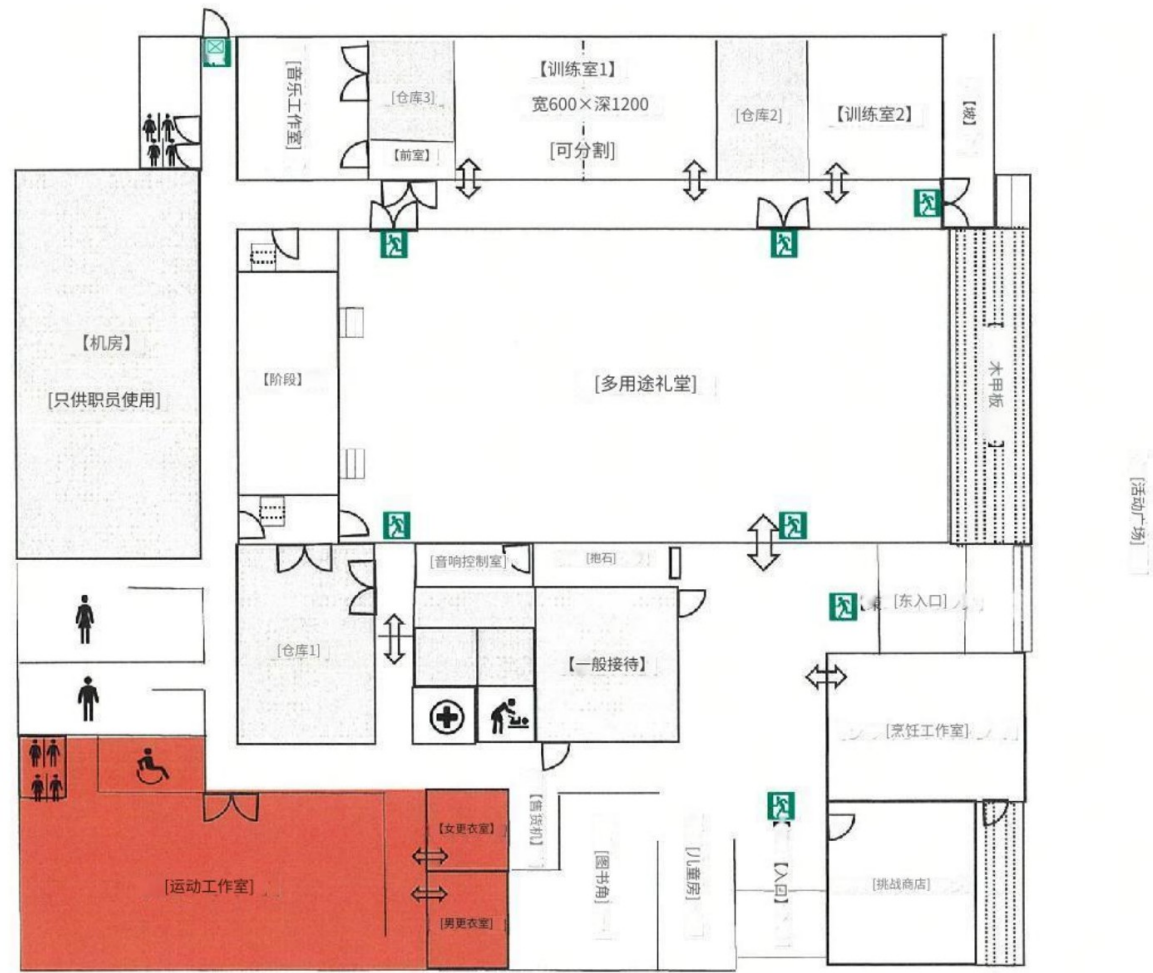 [音乐工作室]
[仓库3]
【前室】
【训练室1】
宽600×深1200
[可分割]
[仓库2]
【训练室2】
【坡】
【机房】
[只供职员使用]
【阶段】
[多用途礼堂]
【木甲板】
[活动广场]
[音响控制室]
[抱石]
[东入口]
[仓库1]
【一般接待】
[烹饪工作室]
【女更衣室】
【售货机】
[运动工作室]
[图书角]
[儿童房]
【入口】
[挑战商店]
[男更衣室]